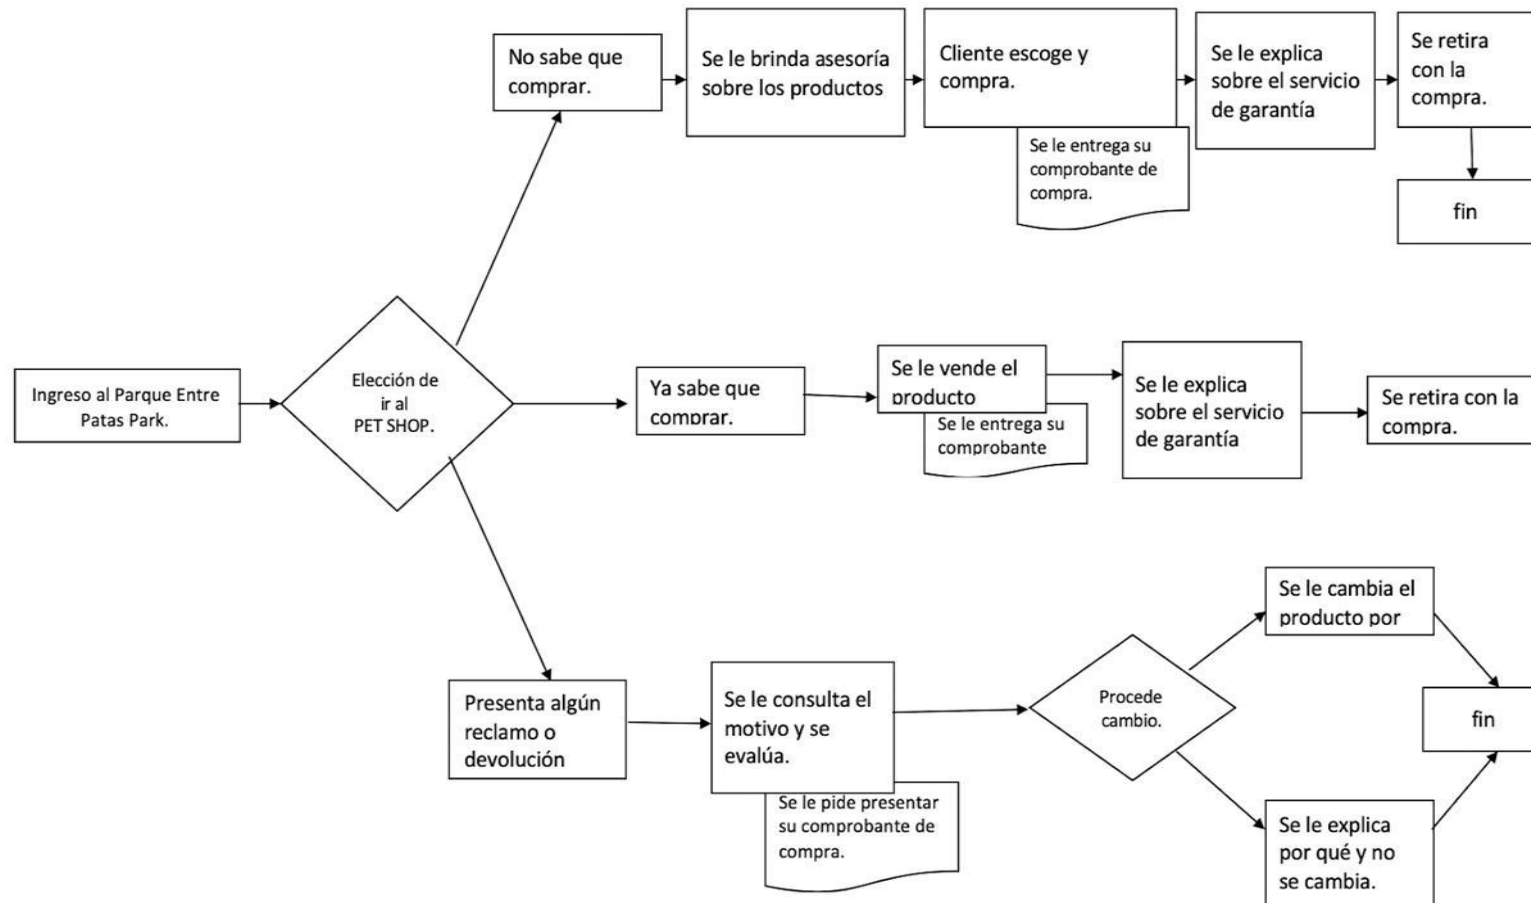 No sabe que
comprar.
Se le brinda asesoría
sobre los productos
Cliente escoge y
compra.
Se le entrega su
comprobante de
compra.
Se le explica
sobre el servicio
de garantía
Se retira
con la
compra.
fin
Ingreso al Parque Entre
Patas Park.
Elección de
ir al
PET SHOP.
Ya sabe que
comprar.
Se le vende el
producto
Se le entrega su
comprobante
Se le explica
sobre el servicio
de garantía
Se retira con la
compra.
Presenta algún
reclamo o
devolución
Se le consulta el
motivo y se
evalúa.
Se le pide presentar
su comprobante de
compra.
Procede
cambio.
Se le cambia el
producto por
Se le explica
por qué y no
se cambia.
fin